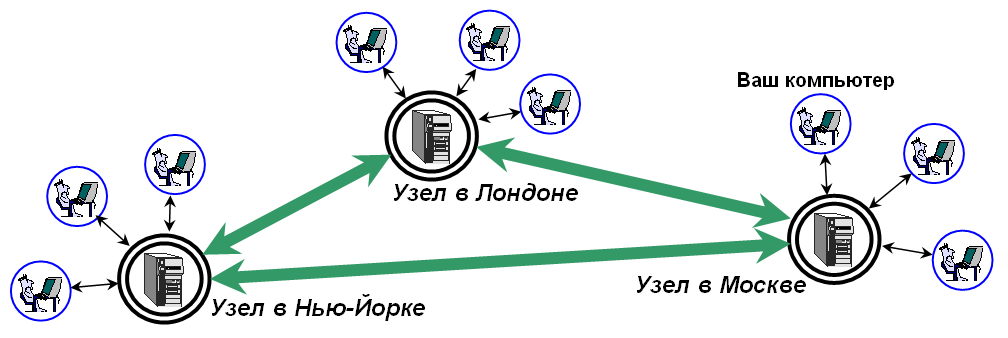 Ваш компьютер
Узел в Лондоне
Узел в Москве
Узел в Нью-Йорке